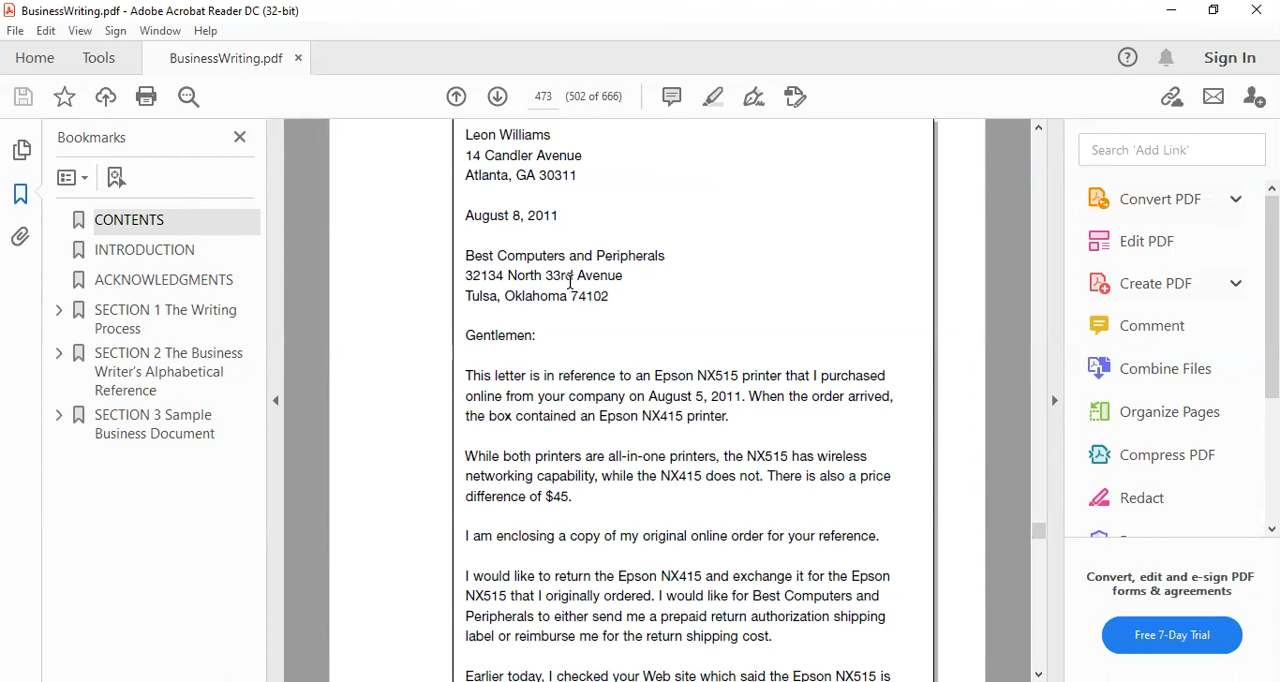 BusinessWriting.pdf - Adobe Acrobat Reader DC (32-bit)
File Edit View Sign Window Help
Home Tools BusinessWriting.pdf × Sign In
473 (502 of 666)
Bookmarks
CONTENTS
INTRODUCTION
ACKNOWLEDGMENTS
SECTION 1 The Writing
Process
SECTION 2 The Business
Writer's Alphabetical
Reference
SECTION 3 Sample
Business Document
Leon Williams
14 Candler Avenue
Atlanta, GA 30311
August 8, 2011
Best Computers and Peripherals
32134 North 33rd Avenue
Tulsa, Oklahoma 74102
Gentlemen:
This letter is in reference to an Epson NX515 printer that I purchased
online from your company on August 5, 2011. When the order arrived,
the box contained an Epson NX415 printer.
While both printers are all-in-one printers, the NX515 has wireless
networking capability, while the NX415 does not. There is also a price
difference of $45.
I am enclosing a copy of my original online order for your reference.
I would like to return the Epson NX415 and exchange it for the Epson
NX515 that I originally ordered. I would like for Best Computers and
Peripherals to either send me a prepaid return authorization shipping
label or reimburse me for the return shipping cost.
Earlier today, I checked your Web site which said the Epson NX515 is
Search 'Add Link'
Convert PDF
Edit PDF
Create PDF
Comment
Combine Files
Organize Pages
Compress PDF
Redact
Convert, edit and e-sign PDF
forms & agreements
Free 7-Day Trial